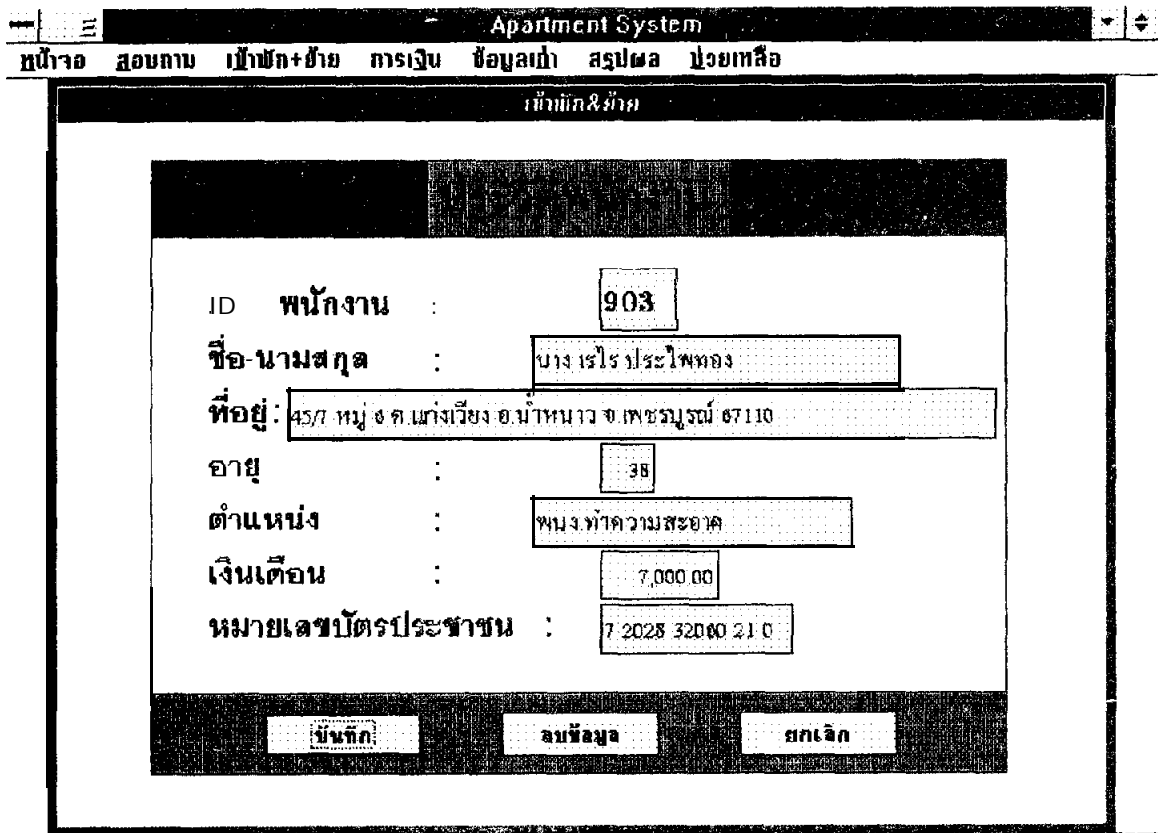 Apartment System
หน้าจอ สอบถาม เข้าพัก+ย้าย การเงิน ข้อมูลเก่า สรุปผล ช่วยเหลือ
เข้าพัก&ย้าย
ID พนักงาน : 903
ชื่อ-นามสกุล : นาง เรไร ประไพทอง
ที่อยู่ : 45/7 หมู่ ต.แก่งเวียง อ.น้ำหนาว จ.เพชรบูรณ์ 67110
อายุ : 38
ตำแหน่ง : พนง.ทำความสะอาด
เงินเดือน : 7,000.00
หมายเลขบัตรประชาชน : 7 2028 32060 21 0
บันทึก ลบข้อมูล ยกเลิก